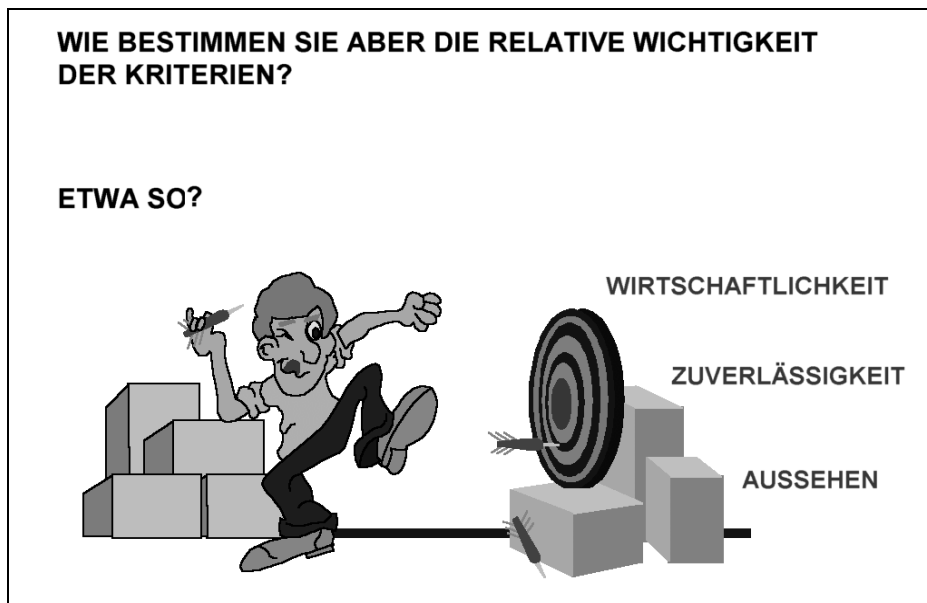 WIE BESTIMMEN SIE ABER DIE RELATIVE WICHTIGKEIT
DER KRITERIEN?
ETWA SO?
WIRTSCHAFTLICHKEIT
ZUVERLÄSSIGKEIT
AUSSEHEN